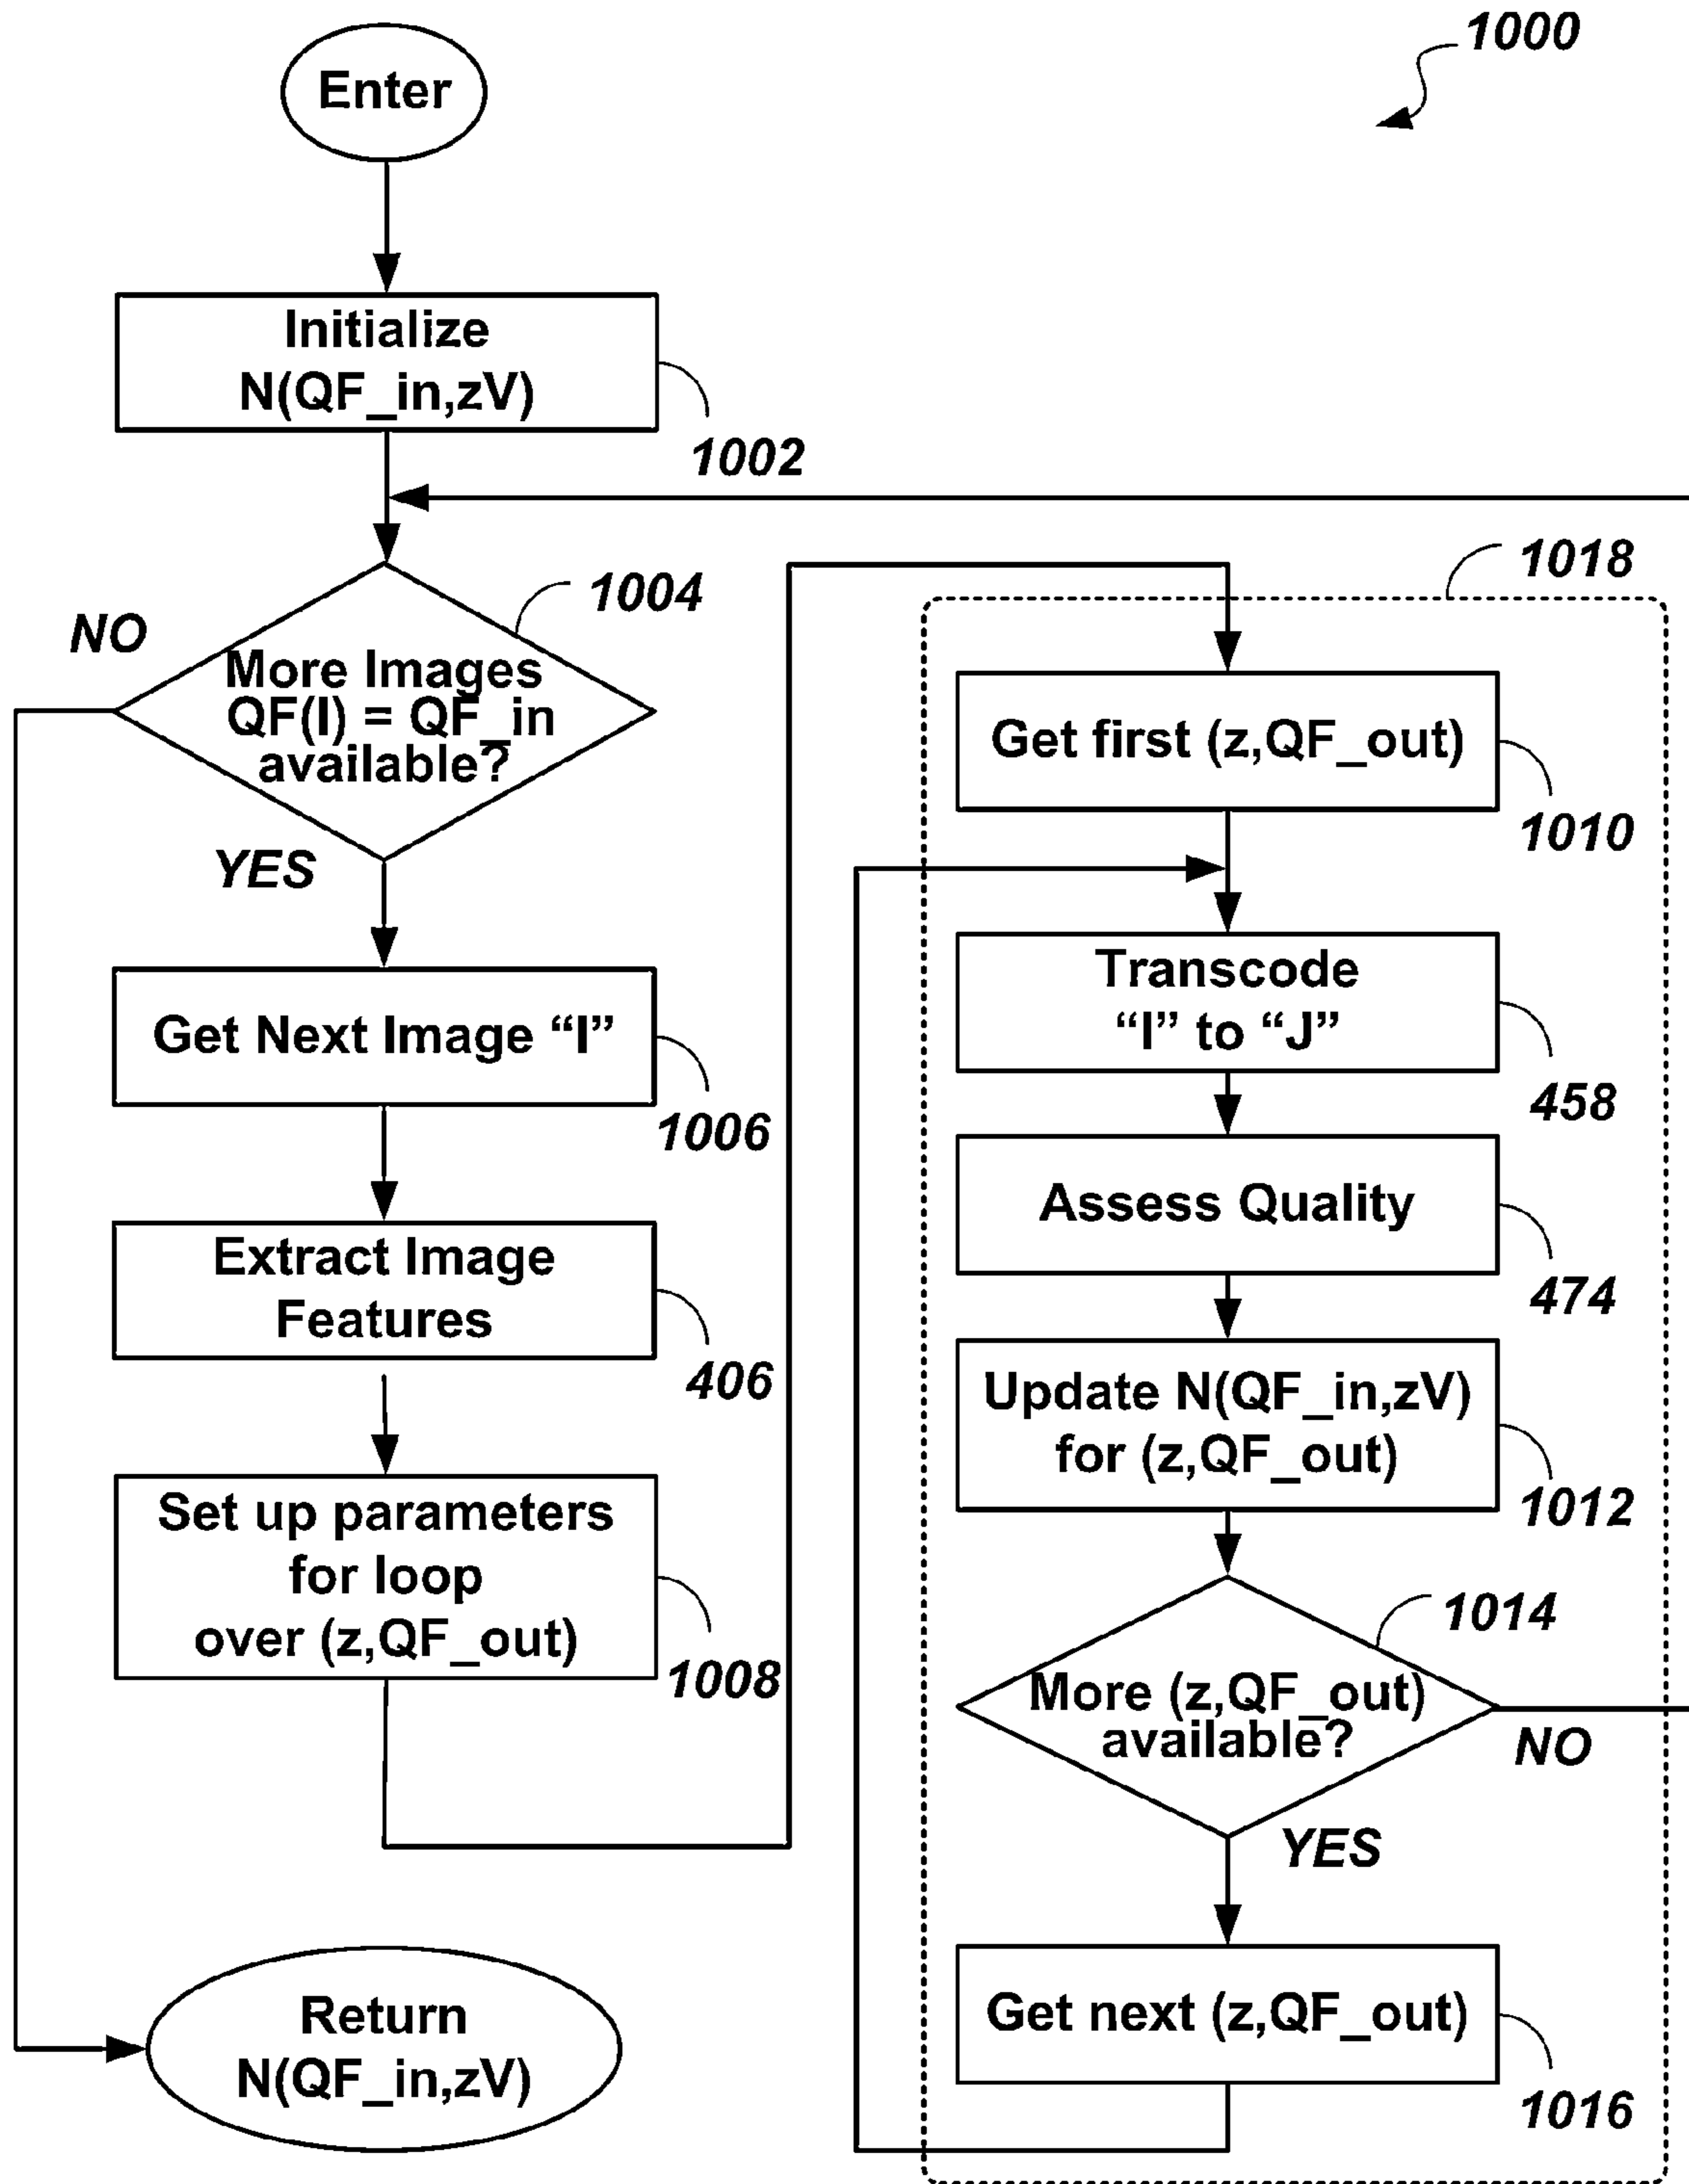 1000
Enter
Initialize
N(QF_in,zV)
1002
1004
NO
More Images
QF(I) = QF_in
available?
YES
Get Next Image “I”
1006
Extract Image
Features
406
Set up parameters
for loop
over (z,QF_out)
1008
Return
N(QF_in,zV)
1018
Get first (z,QF_out)
1010
Transcode
“I” to “J”
458
Assess Quality
474
Update N(QF_in,zV)
for (z,QF_out)
1012
1014
More (z,QF_out)
available?
NO
YES
Get next (z,QF_out)
1016